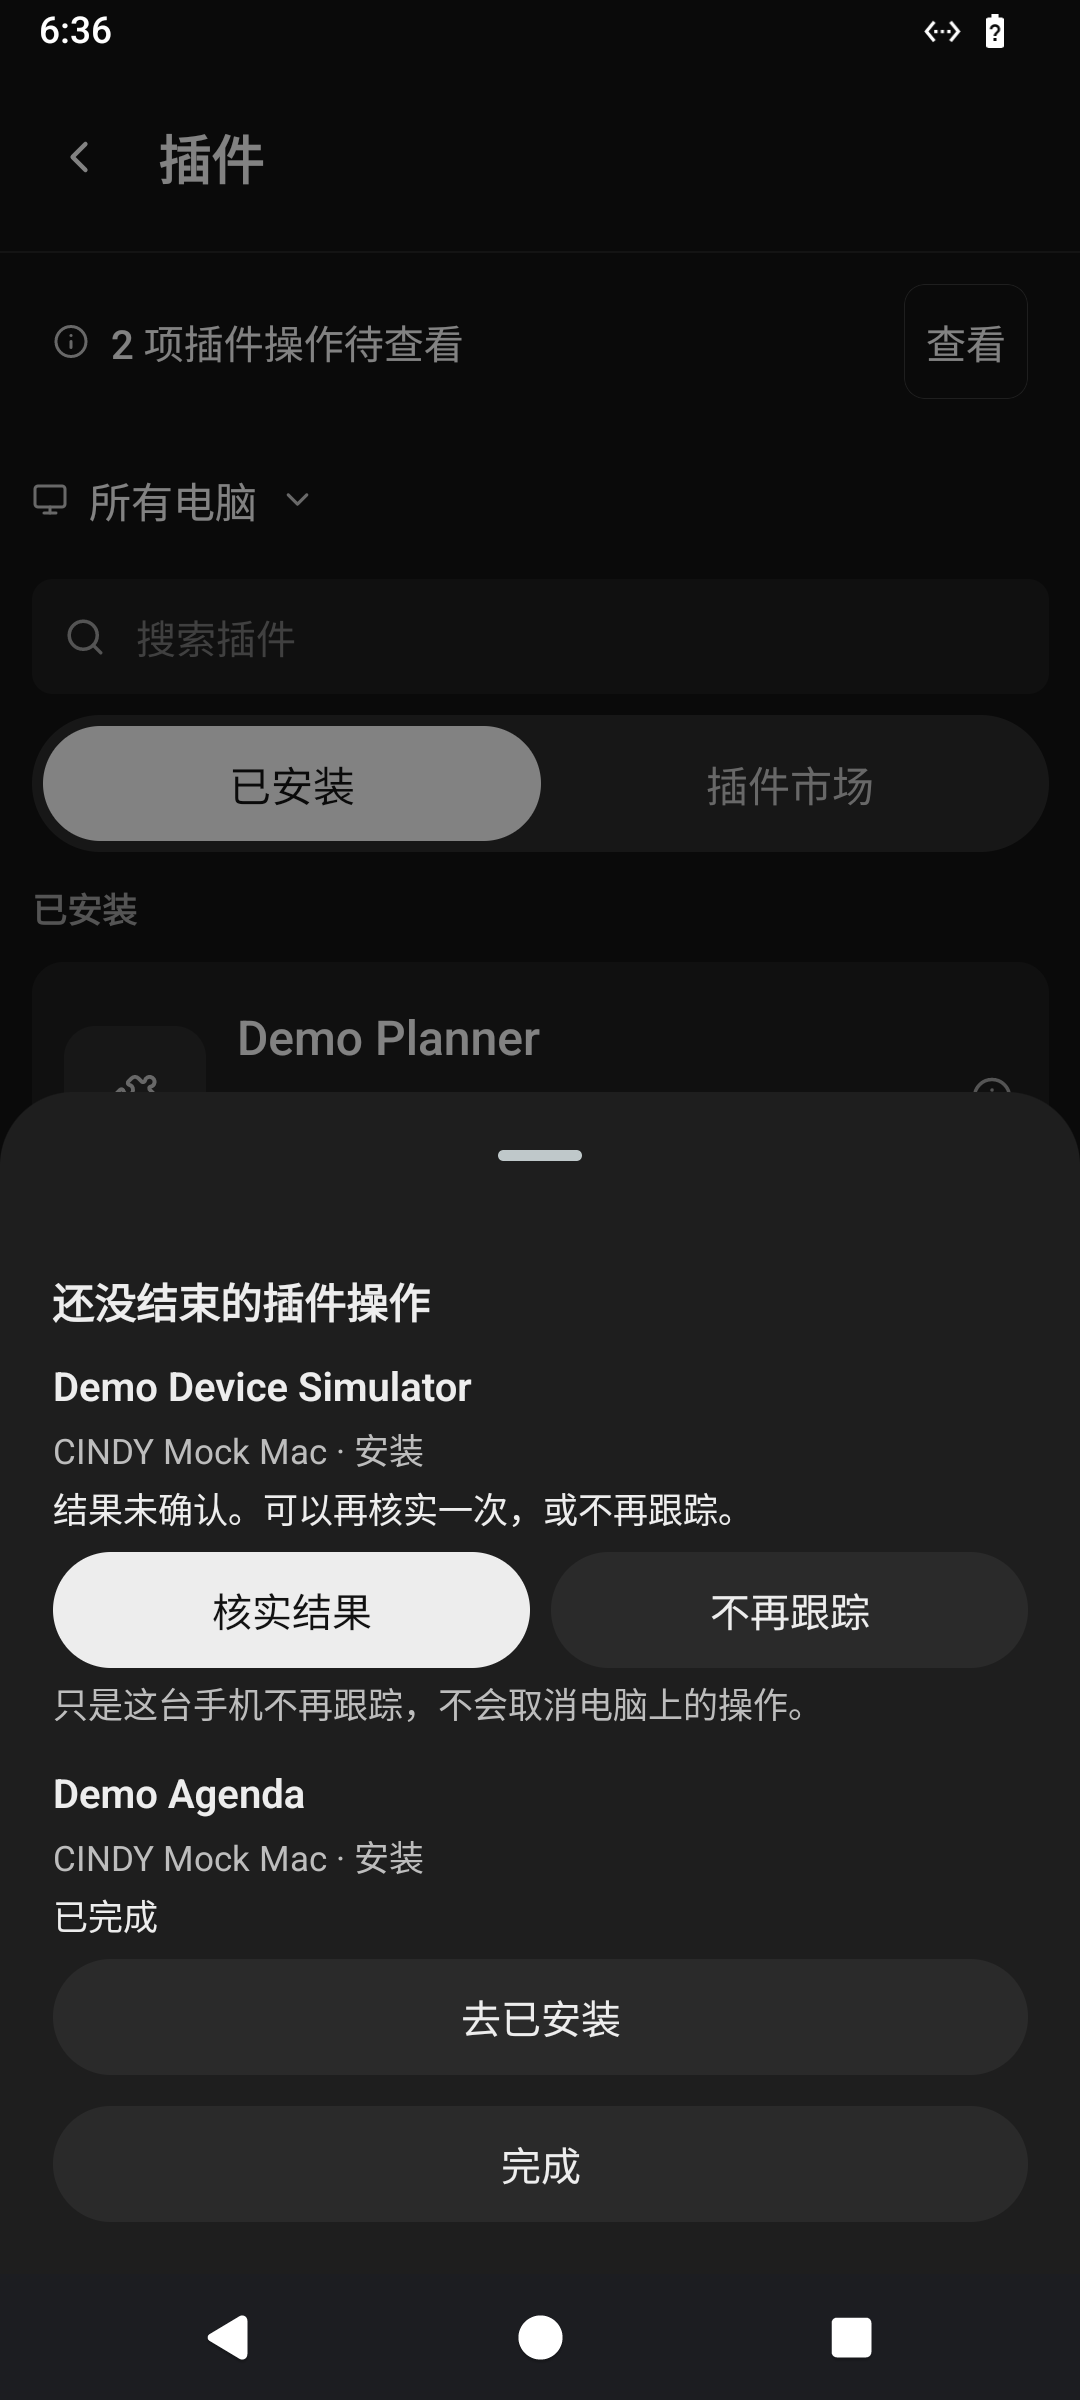 6:36
插件
2 项插件操作待查看
查看
所有电脑
搜索插件
已安装
插件市场
已安装
Demo Planner
还没结束的插件操作
Demo Device Simulator
CINDY Mock Mac · 安装
结果未确认。可以再核实一次，或不再跟踪。
核实结果
不再跟踪
只是这台手机不再跟踪，不会取消电脑上的操作。
Demo Agenda
CINDY Mock Mac · 安装
已完成
去已安装
完成